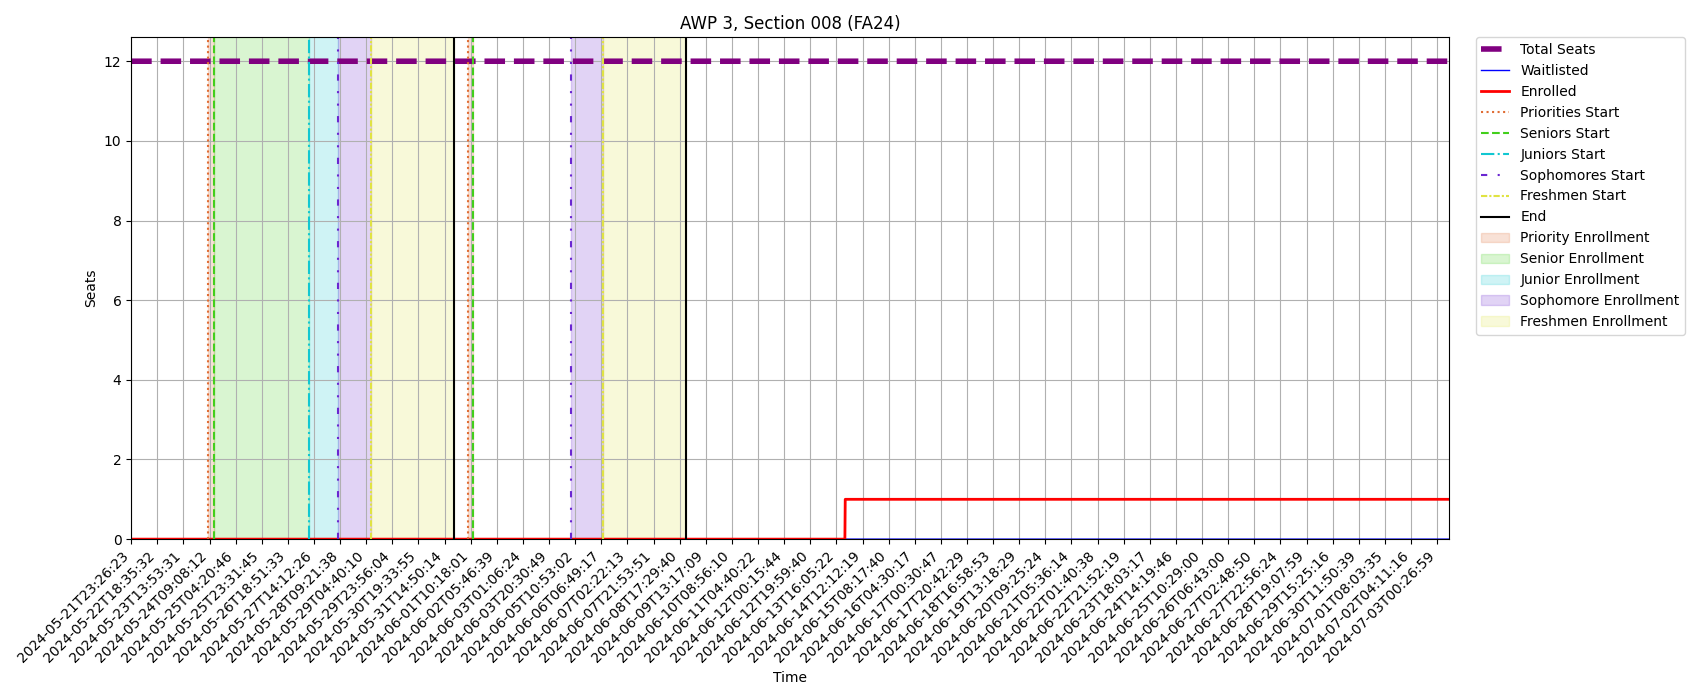 AWP 3, Section 008 (FA24)
Seats
12
10
8
6
4
2
0
2024-05-21T23:26:23
2024-05-22T18:35:32
2024-05-23T13:53:31
2024-05-24T09:08:12
2024-05-25T04:20:46
2024-05-25T23:31:45
2024-05-26T18:51:33
2024-05-27T14:12:26
2024-05-28T09:21:38
2024-05-29T04:40:10
2024-05-29T23:56:04
2024-05-30T19:33:55
2024-05-31T14:50:14
2024-06-01T10:18:01
2024-06-02T05:46:39
2024-06-03T01:06:24
2024-06-03T20:30:49
2024-06-05T10:53:02
2024-06-06T06:49:17
2024-06-07T02:22:13
2024-06-07T21:53:51
2024-06-08T17:29:40
2024-06-09T13:17:09
2024-06-10T08:56:10
2024-06-11T04:40:22
2024-06-12T00:15:44
2024-06-12T19:59:40
2024-06-13T16:05:22
2024-06-14T12:12:19
2024-06-15T08:17:40
2024-06-16T04:30:17
2024-06-17T00:30:47
2024-06-17T20:42:29
2024-06-18T16:58:53
2024-06-19T13:18:29
2024-06-20T09:25:24
2024-06-21T05:36:14
2024-06-22T01:40:38
2024-06-22T21:52:19
2024-06-23T18:03:17
2024-06-24T14:19:46
2024-06-25T10:29:00
2024-06-26T06:43:00
2024-06-27T02:48:50
2024-06-27T22:56:24
2024-06-28T19:07:59
2024-06-29T15:25:16
2024-06-30T11:50:39
2024-07-01T08:03:35
2024-07-02T04:11:16
2024-07-03T00:26:59
Time
Total Seats
Waitlisted
Enrolled
Priorities Start
Seniors Start
Juniors Start
Sophomores Start
Freshmen Start
End
Priority Enrollment
Senior Enrollment
Junior Enrollment
Sophomore Enrollment
Freshmen Enrollment